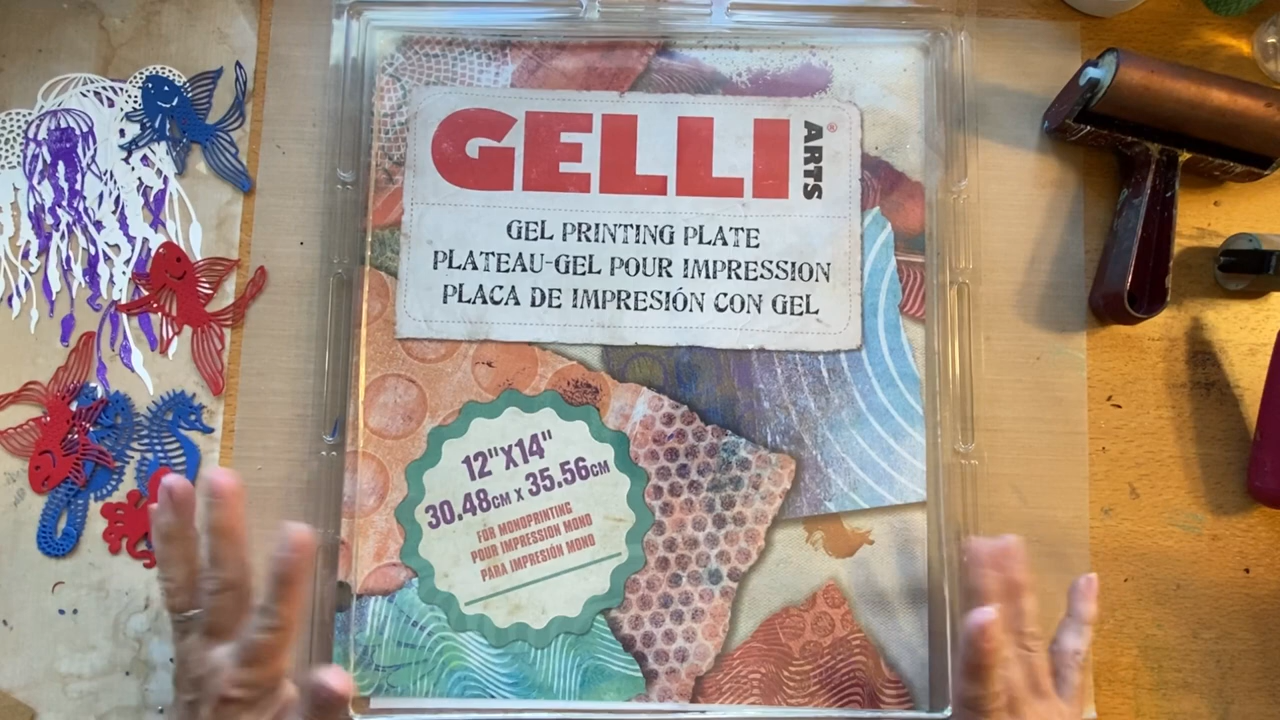 GELLI ARTS®
GEL PRINTING PLATE
PLATEAU-GEL POUR IMPRESSION
PLACA DE IMPRESIÓN CON GEL
12"X14"
30.48CM X 35.56CM
FOR MONOPRINTING
POUR IMPRESSION MONO
PARA IMPRESIÓN MONO